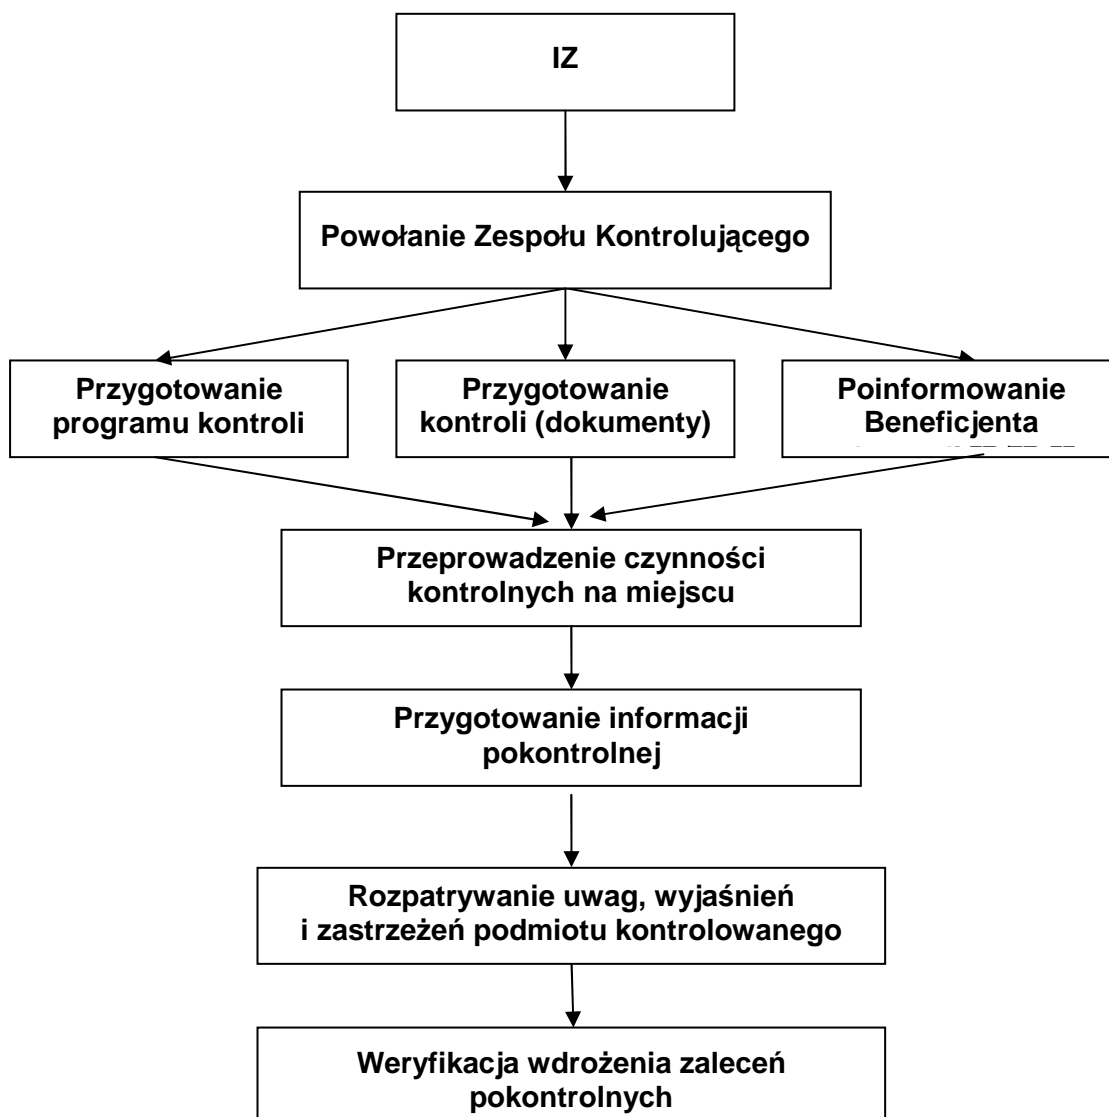 IZ
Powołanie Zespołu Kontrolującego
Przygotowanie
programu kontroli
Przygotowanie
kontroli (dokumenty)
Poinformowanie
Beneficjenta
Przeprowadzenie czynności
kontrolnych na miejscu
Przygotowanie informacji
pokontrolnej
Rozpatrywanie uwag, wyjaśnień
i zastrzeżeń podmiotu kontrolowanego
Weryfikacja wdrożenia zaleceń
pokontrolnych